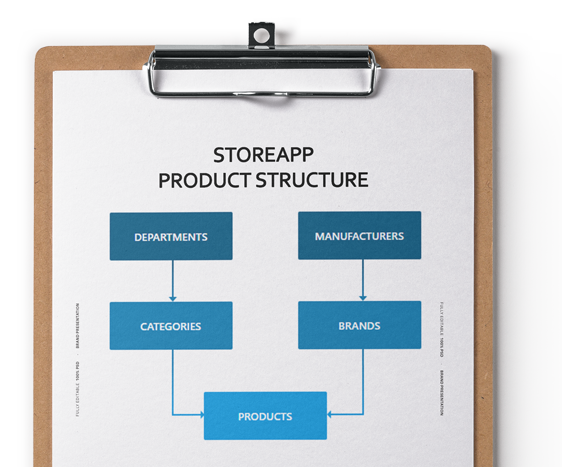 STOREAPP
PRODUCT STRUCTURE
DEPARTMENTS
MANUFACTURERS
CATEGORIES
BRANDS
PRODUCTS
FULLY EDITABLE 100% PSD - BRAND PRESENTATION
FULLY EDITABLE 100% PSD - BRAND PRESENTATION